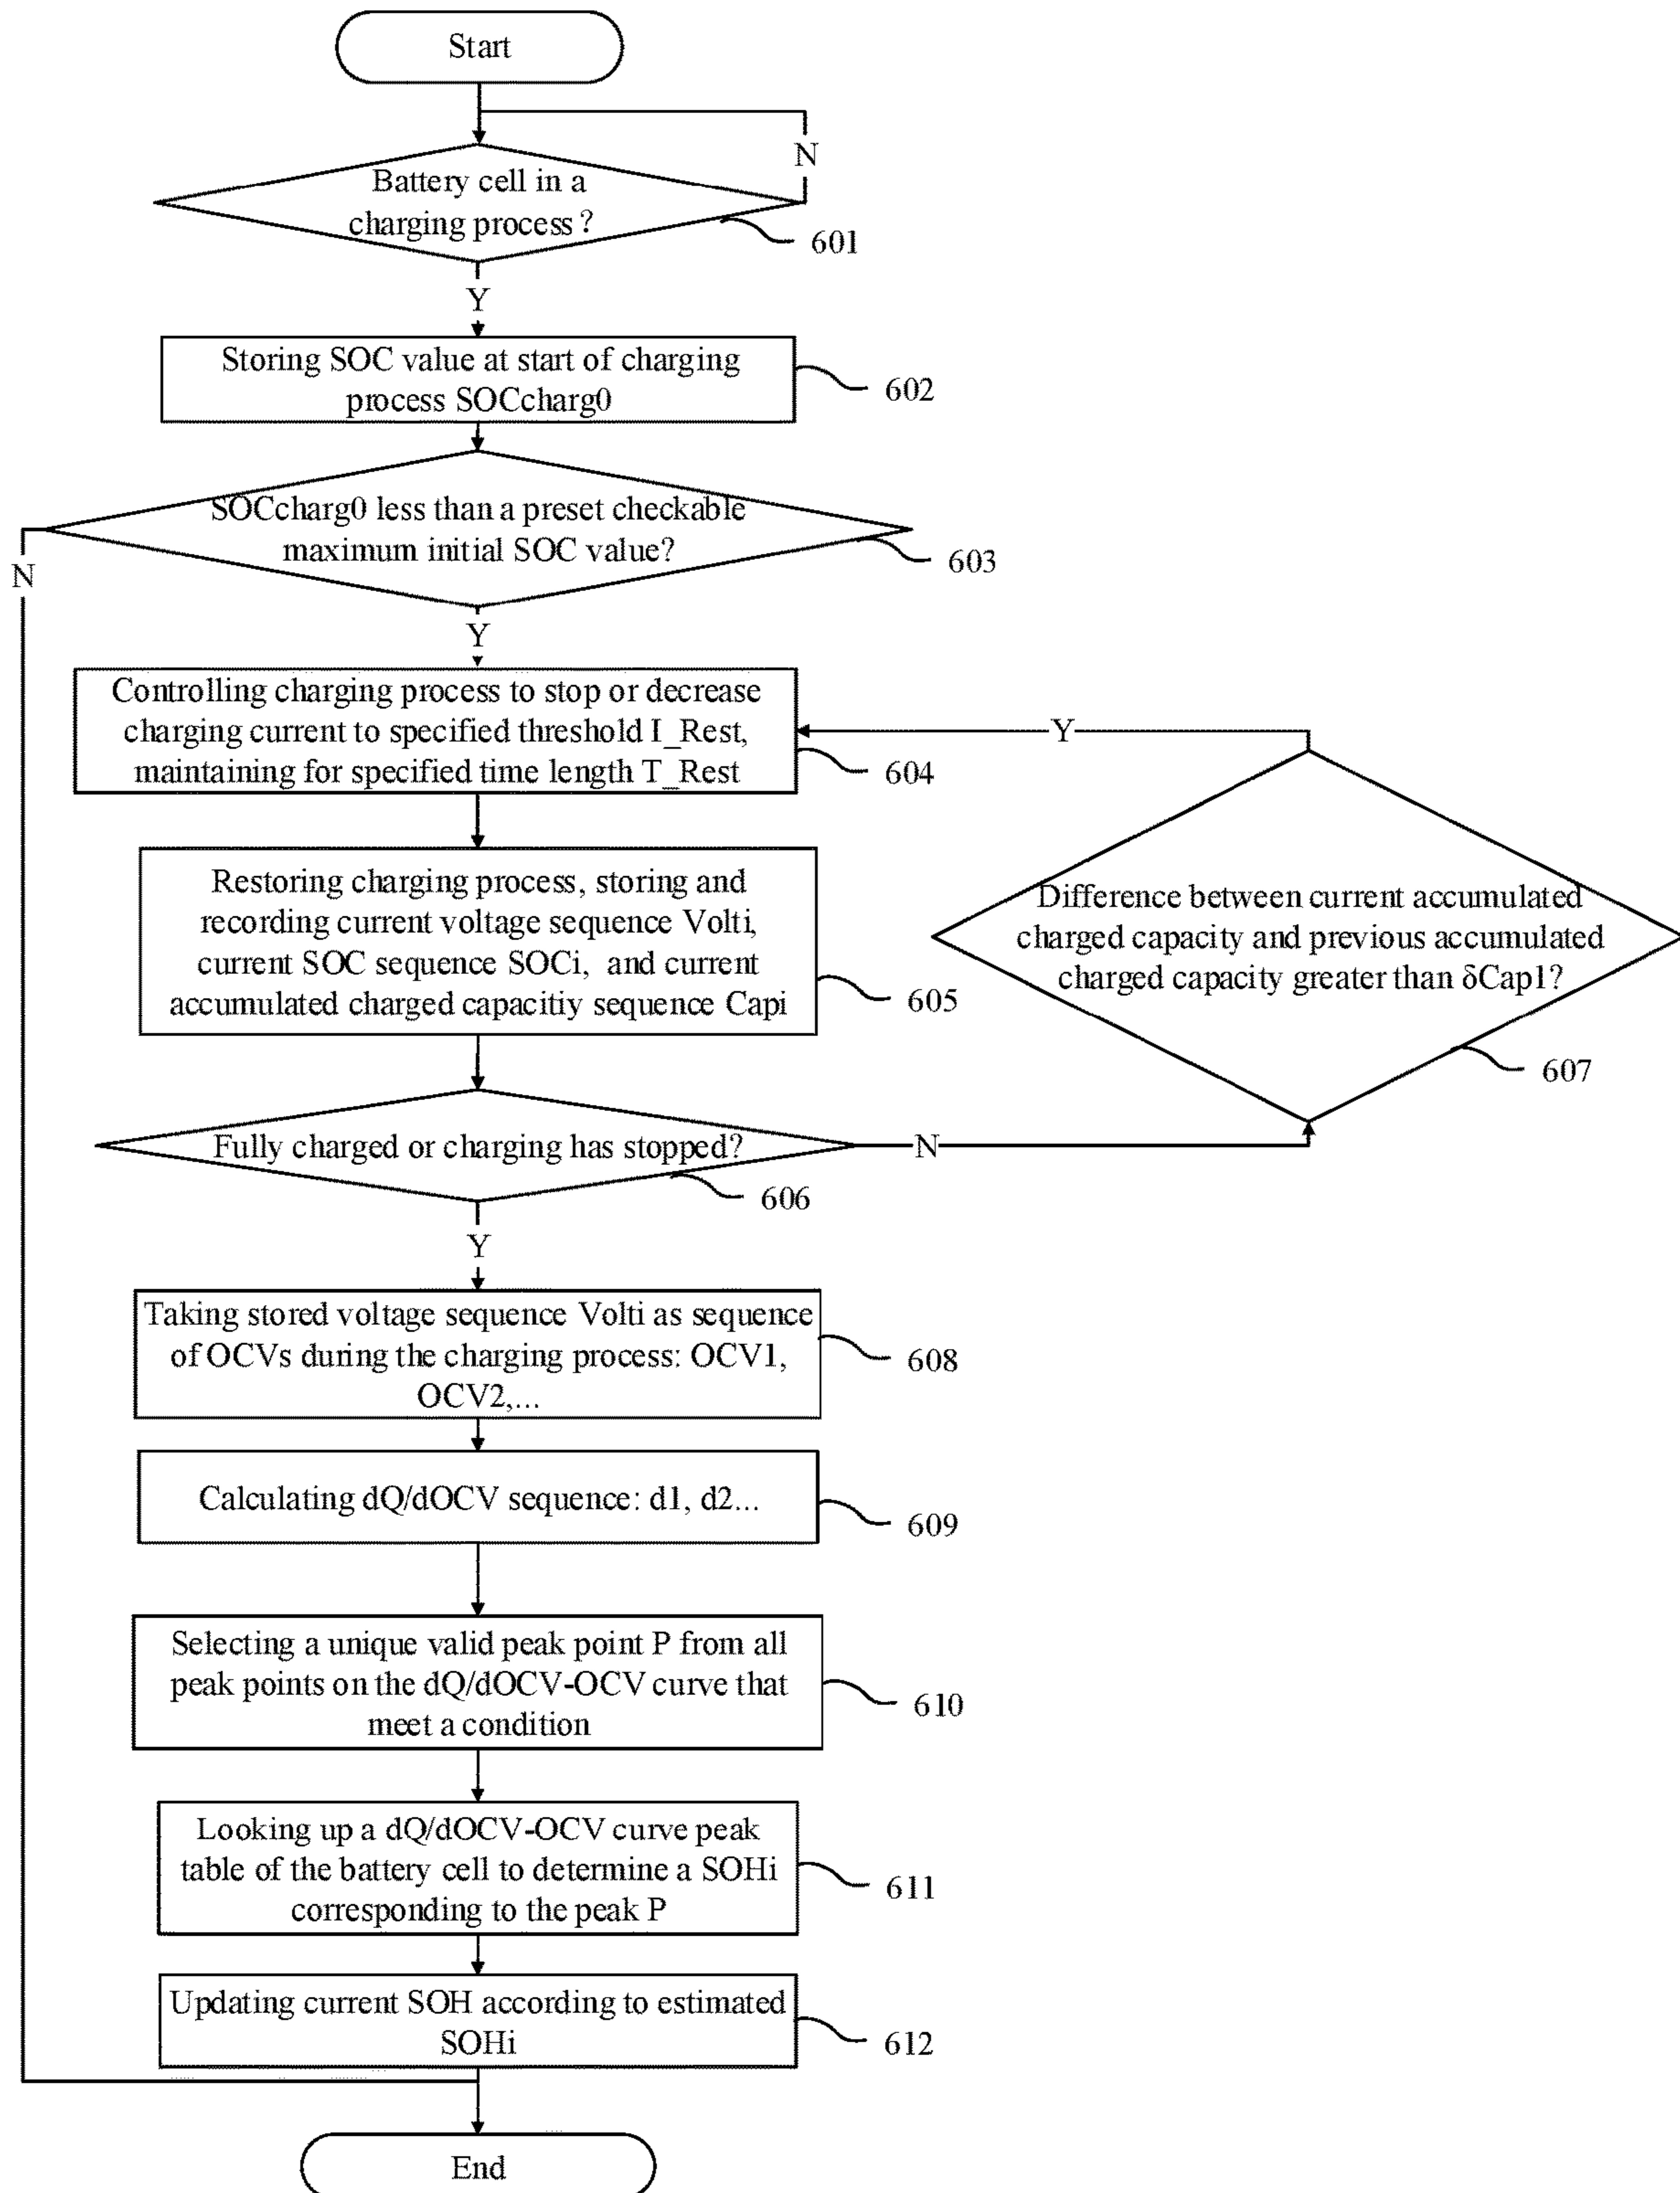 Start
N
Battery cell in a
charging process ?
601
Y
Storing SOC value at start of charging
process SOCcharg0
602
SOCcharg0 less than a preset checkable
maximum initial SOC value?
603
N
Y
Controlling charging process to stop or decrease
charging current to specified threshold I_Rest,
maintaining for specified time length T_Rest
604
Y
Restoring charging process, storing and
recording current voltage sequence Volti,
current SOC sequence SOCi, and current
accumulated charged capacitiy sequence Capi
605
Difference between current accumulated
charged capacity and previous accumulated
charged capacity greater than δCap1?
607
Fully charged or charging has stopped?
N
606
Y
Taking stored voltage sequence Volti as sequence
of OCVs during the charging process: OCV1,
OCV2,...
608
Calculating dQ/dOCV sequence: d1, d2...
609
Selecting a unique valid peak point P from all
peak points on the dQ/dOCV-OCV curve that
meet a condition
610
Looking up a dQ/dOCV-OCV curve peak
table of the battery cell to determine a SOHi
corresponding to the peak P
611
Updating current SOH according to estimated
SOHi
612
End